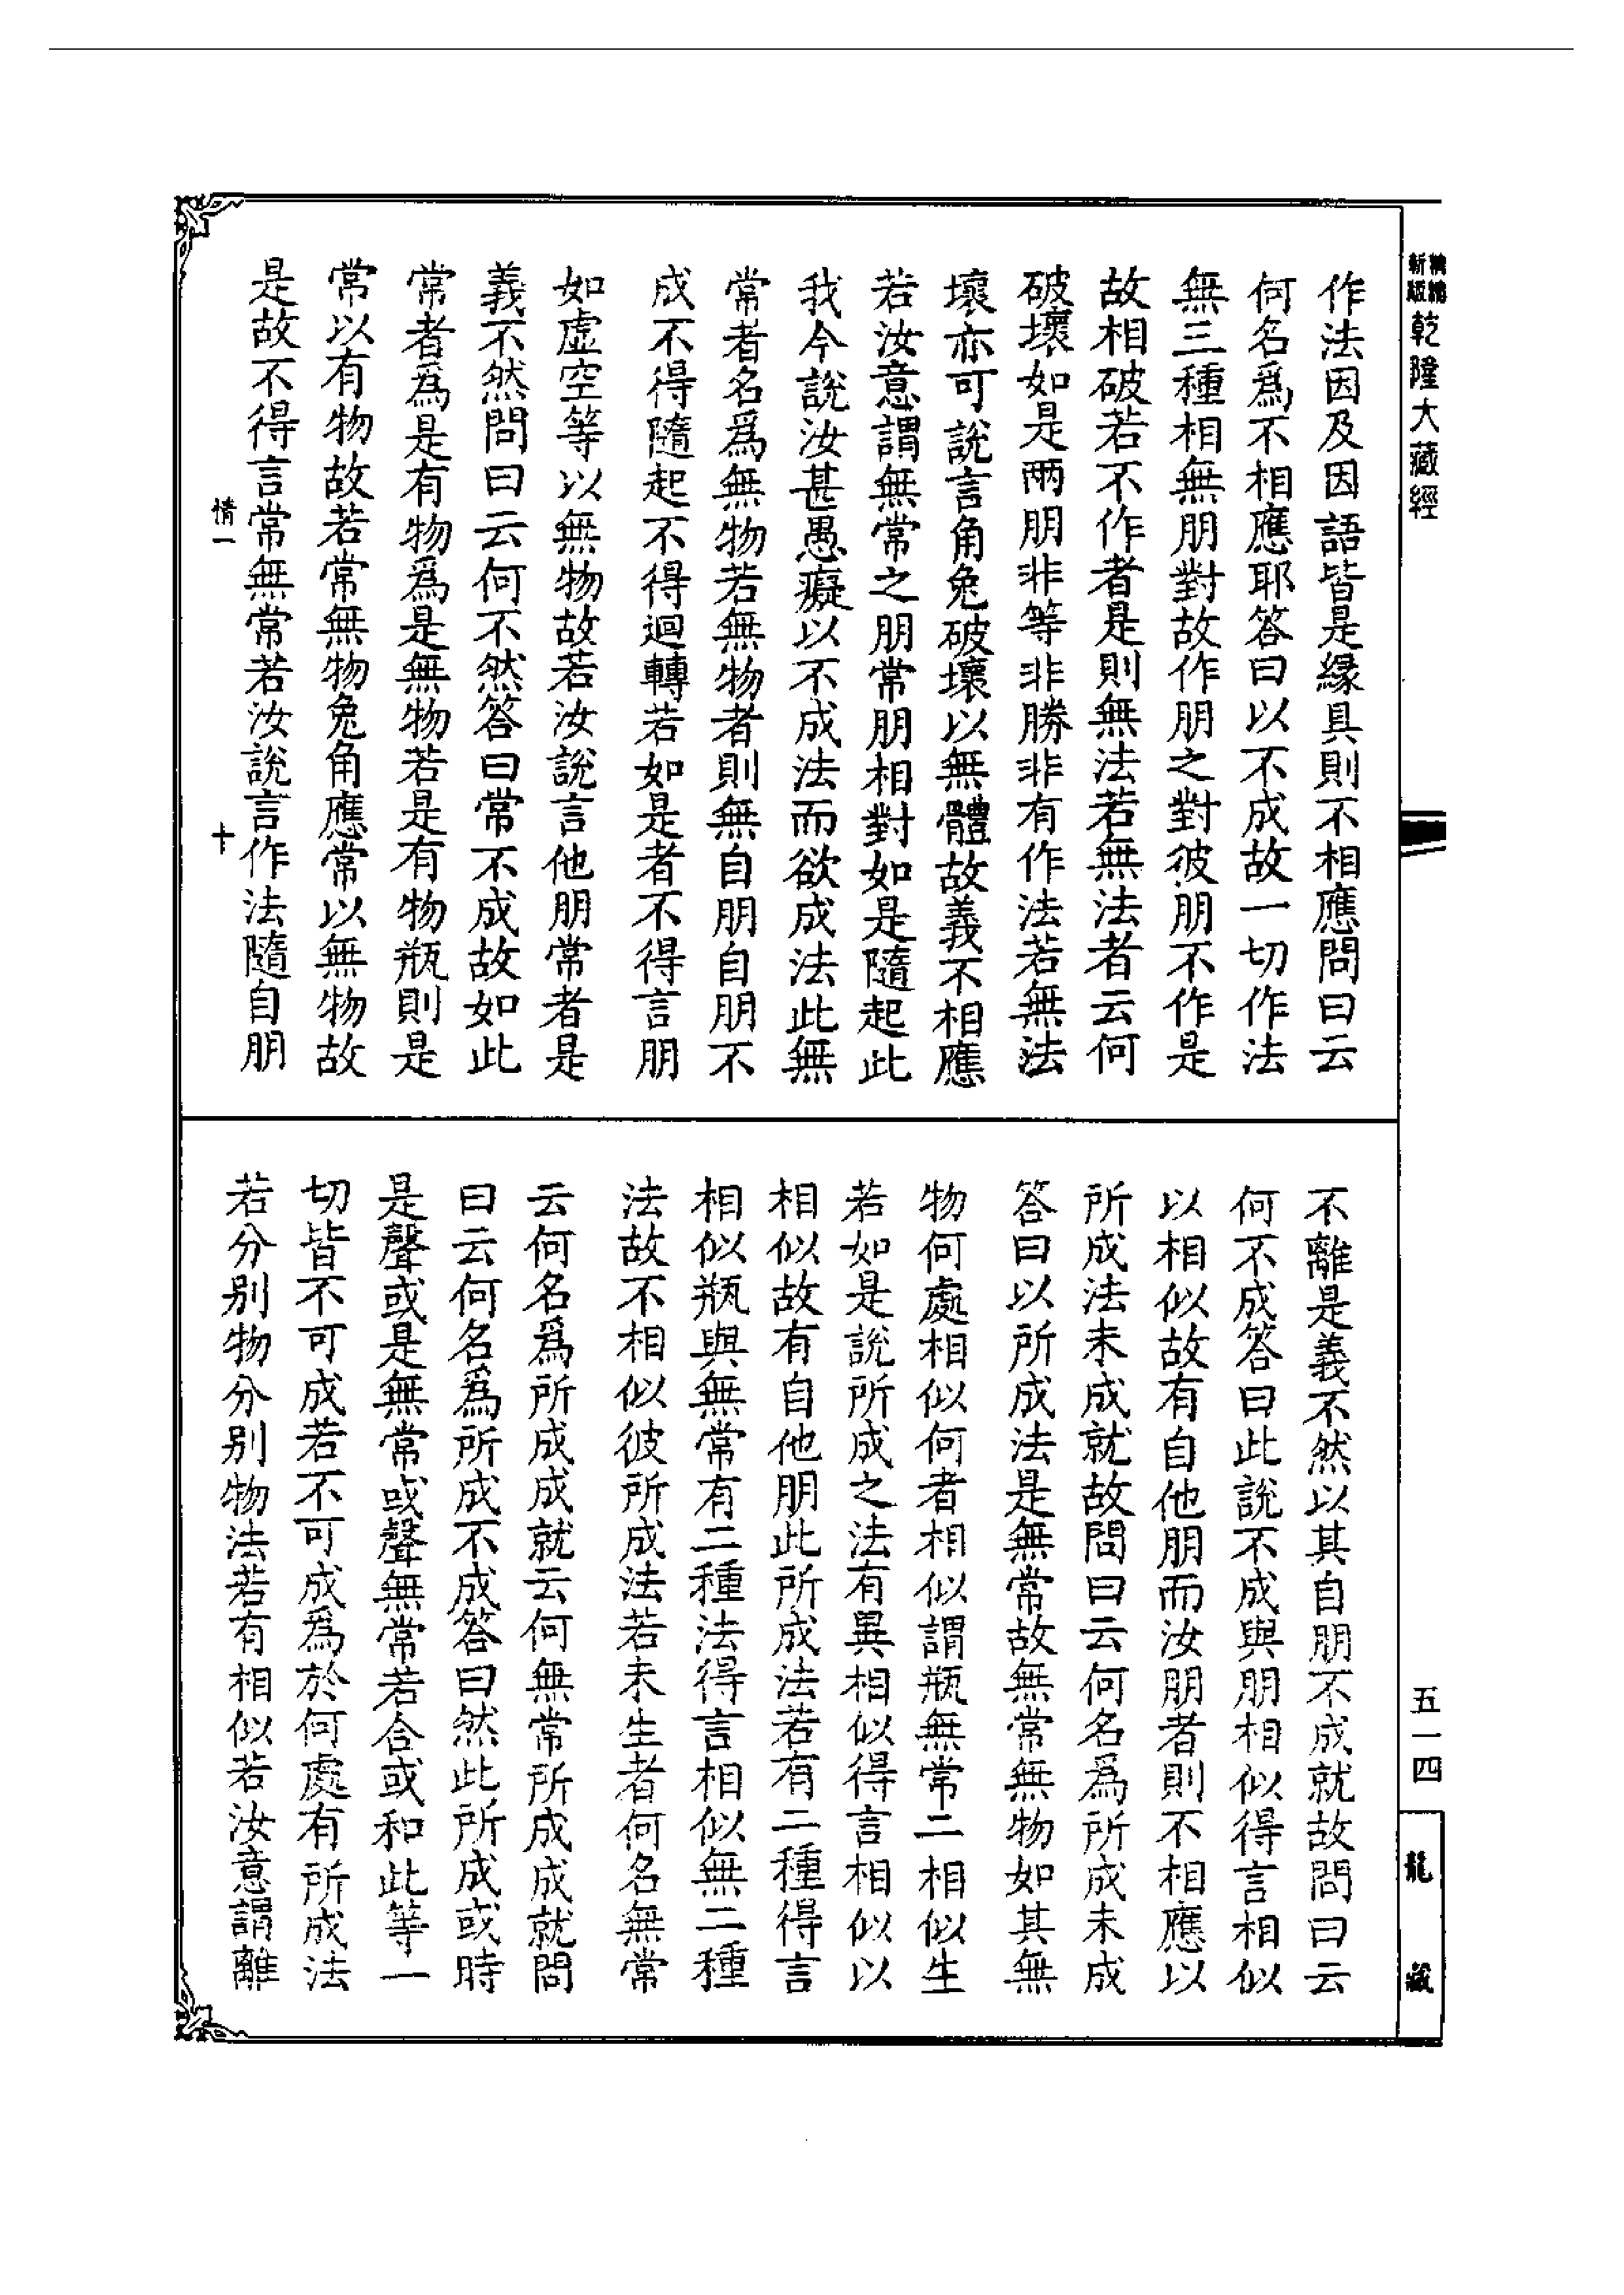 乾隆大藏經
作法因及因語皆是緣具則不相應問曰云
何名爲不相應耶答曰以不成故一切作法
無三種相無朋對故作朋之對彼朋不作是
故相破若不作者是則無法若無法者云何
破壞如是兩朋非等非勝非有作法若無法
壞亦可說言角兔破壞以無體故義不相應
若汝意謂無常之朋常朋相對如是隨起此
我今說汝甚愚癡以不成法而欲成法此無
常者名爲無物若無物者則無自朋自朋不
成不得隨起不得迴轉若如是者不得言朋
如虛空等以無物故若汝說言他朋常者是
義不然問曰云何不然答曰常不成故如此
常者爲是有物爲是無物若是有物瓶則是
常以有物故若常無物兔角應常以無物故
是故不得言常無常若汝說言作法隨自朋
情一
十
不離是義不然以其自朋不成就故問曰云
何不成答曰此說不成與朋相似得言相似
以相似故有自他朋而汝朋者則不相應以
所成法未成就故問曰云何名爲所成未成
答曰以所成法是無常故無常無物如其無
物何處相似何者相似謂瓶無常二相似生
若如是說所成之法有異相似得言相似以
相似故有自他朋此所成法若有二種得言
相似瓶與無常有二種法得言相似無二種
法故不相似彼所成法若未生者何名無常
云何名爲所成成就云何無常所成成就問
曰云何名爲所成不成答曰然此所成或時
是聲或是無常或聲無常若合或和此等一
切皆不可成若不可成爲於何處有所成法
若分别物分别物法若有相似若汝意謂離
五一四
龍藏